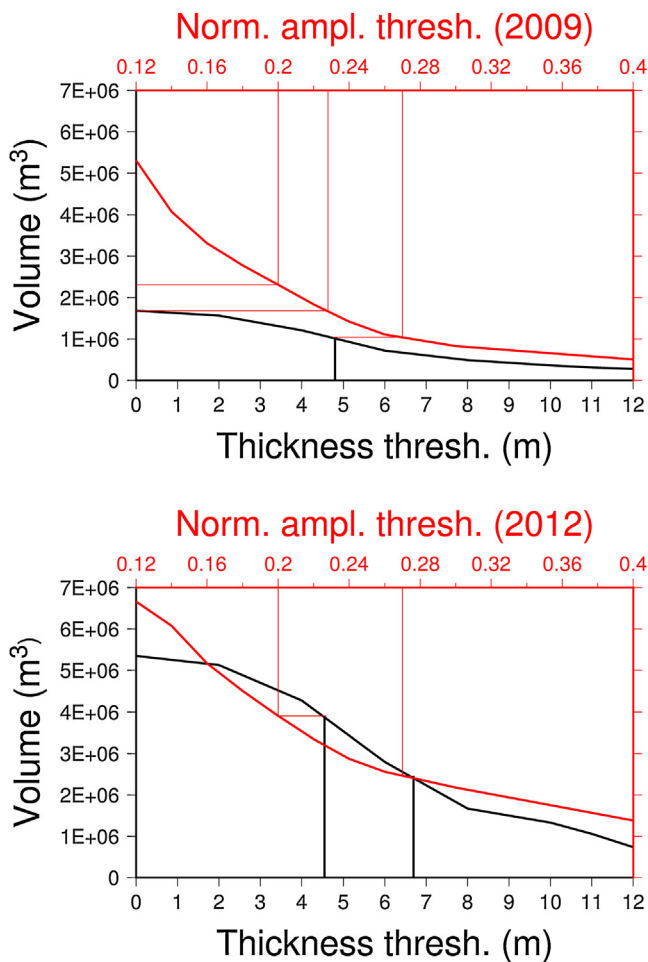 Norm. ampl. thresh. (2009)
0.12 0.16 0.2 0.24 0.28 0.32 0.36 0.4
7E+06
6E+06
5E+06
4E+06
3E+06
2E+06
1E+06
0
Volume (m³)
0 1 2 3 4 5 6 7 8 9 10 11 12
Thickness thresh. (m)
Norm. ampl. thresh. (2012)
0.12 0.16 0.2 0.24 0.28 0.32 0.36 0.4
7E+06
6E+06
5E+06
4E+06
3E+06
2E+06
1E+06
0
Volume (m³)
0 1 2 3 4 5 6 7 8 9 10 11 12
Thickness thresh. (m)